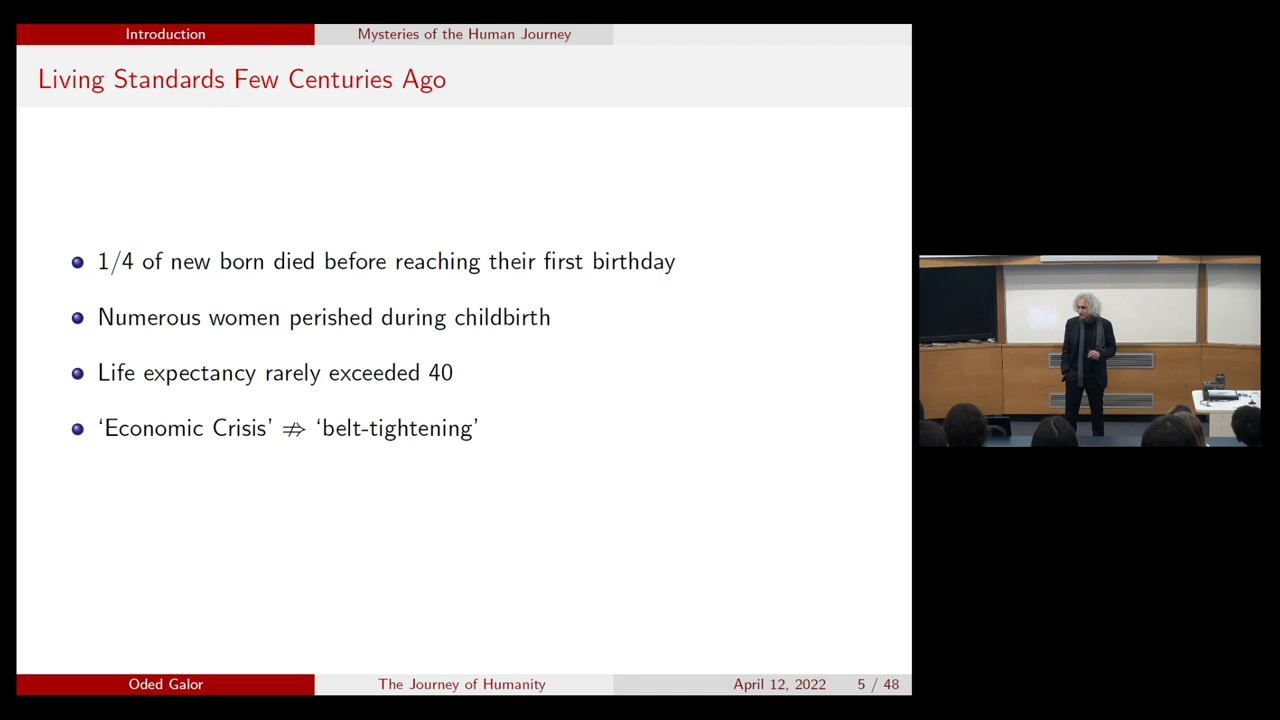 Introduction
Mysteries of the Human Journey
Living Standards Few Centuries Ago
1/4 of new born died before reaching their first birthday
Numerous women perished during childbirth
Life expectancy rarely exceeded 40
‘Economic Crisis’ ⇏ ‘belt-tightening’
Oded Galor
The Journey of Humanity
April 12, 2022
5 / 48